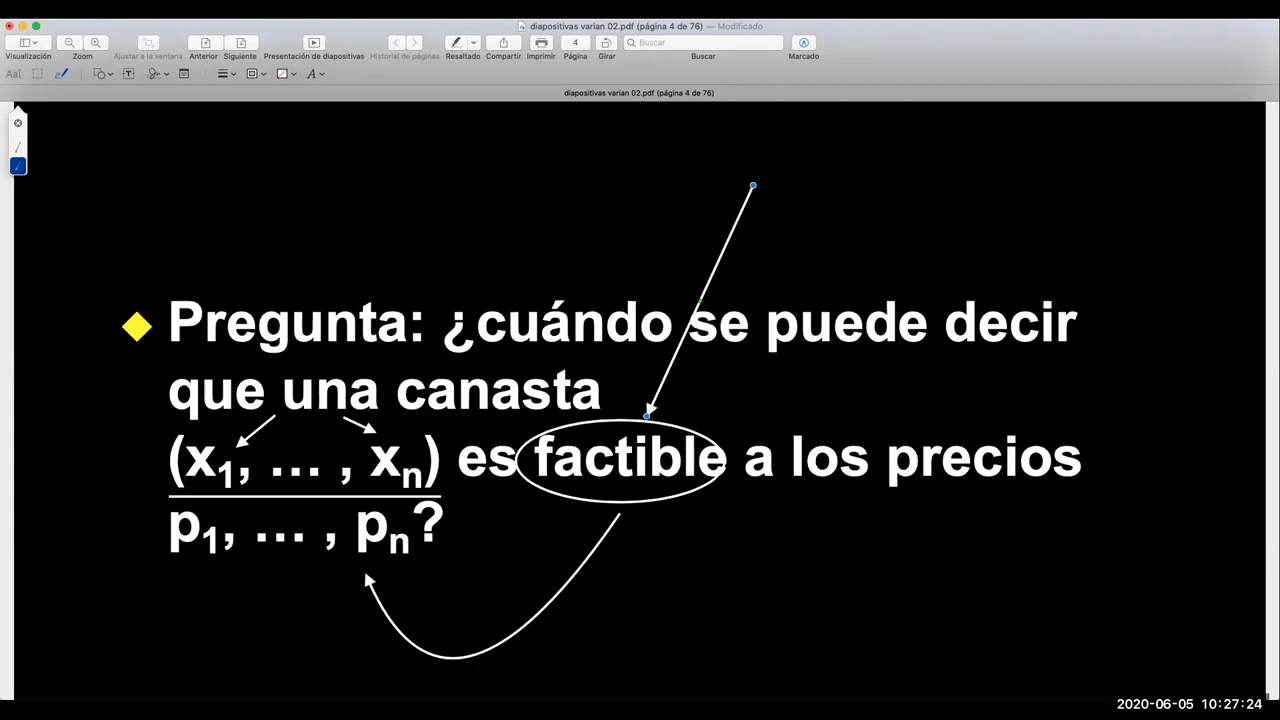 diapositivas varian 02.pdf (página 4 de 76) — Modificado
4
Buscar
Visualización
Zoom
Ajustar a la ventana
Anterior
Siguiente
Presentación de diapositivas
Historial de páginas
Resaltado
Compartir
Imprimir
Página
Girar
Buscar
Marcado
diapositivas varian 02.pdf (página 4 de 76)
Pregunta: ¿cuándo se puede decir
que una canasta
(x1, … , xn) es factible a los precios
p1, … , pn?
2020-06-05 10:27:24